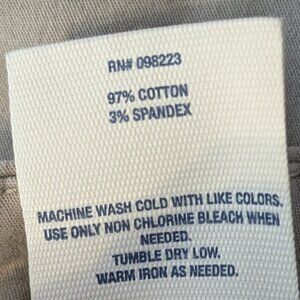 RN# 098223
97% COTTON
3% SPANDEX
MACHINE WASH COLD WITH LIKE COLORS.
USE ONLY NON CHLORINE BLEACH WHEN
NEEDED.
TUMBLE DRY LOW.
WARM IRON AS NEEDED.